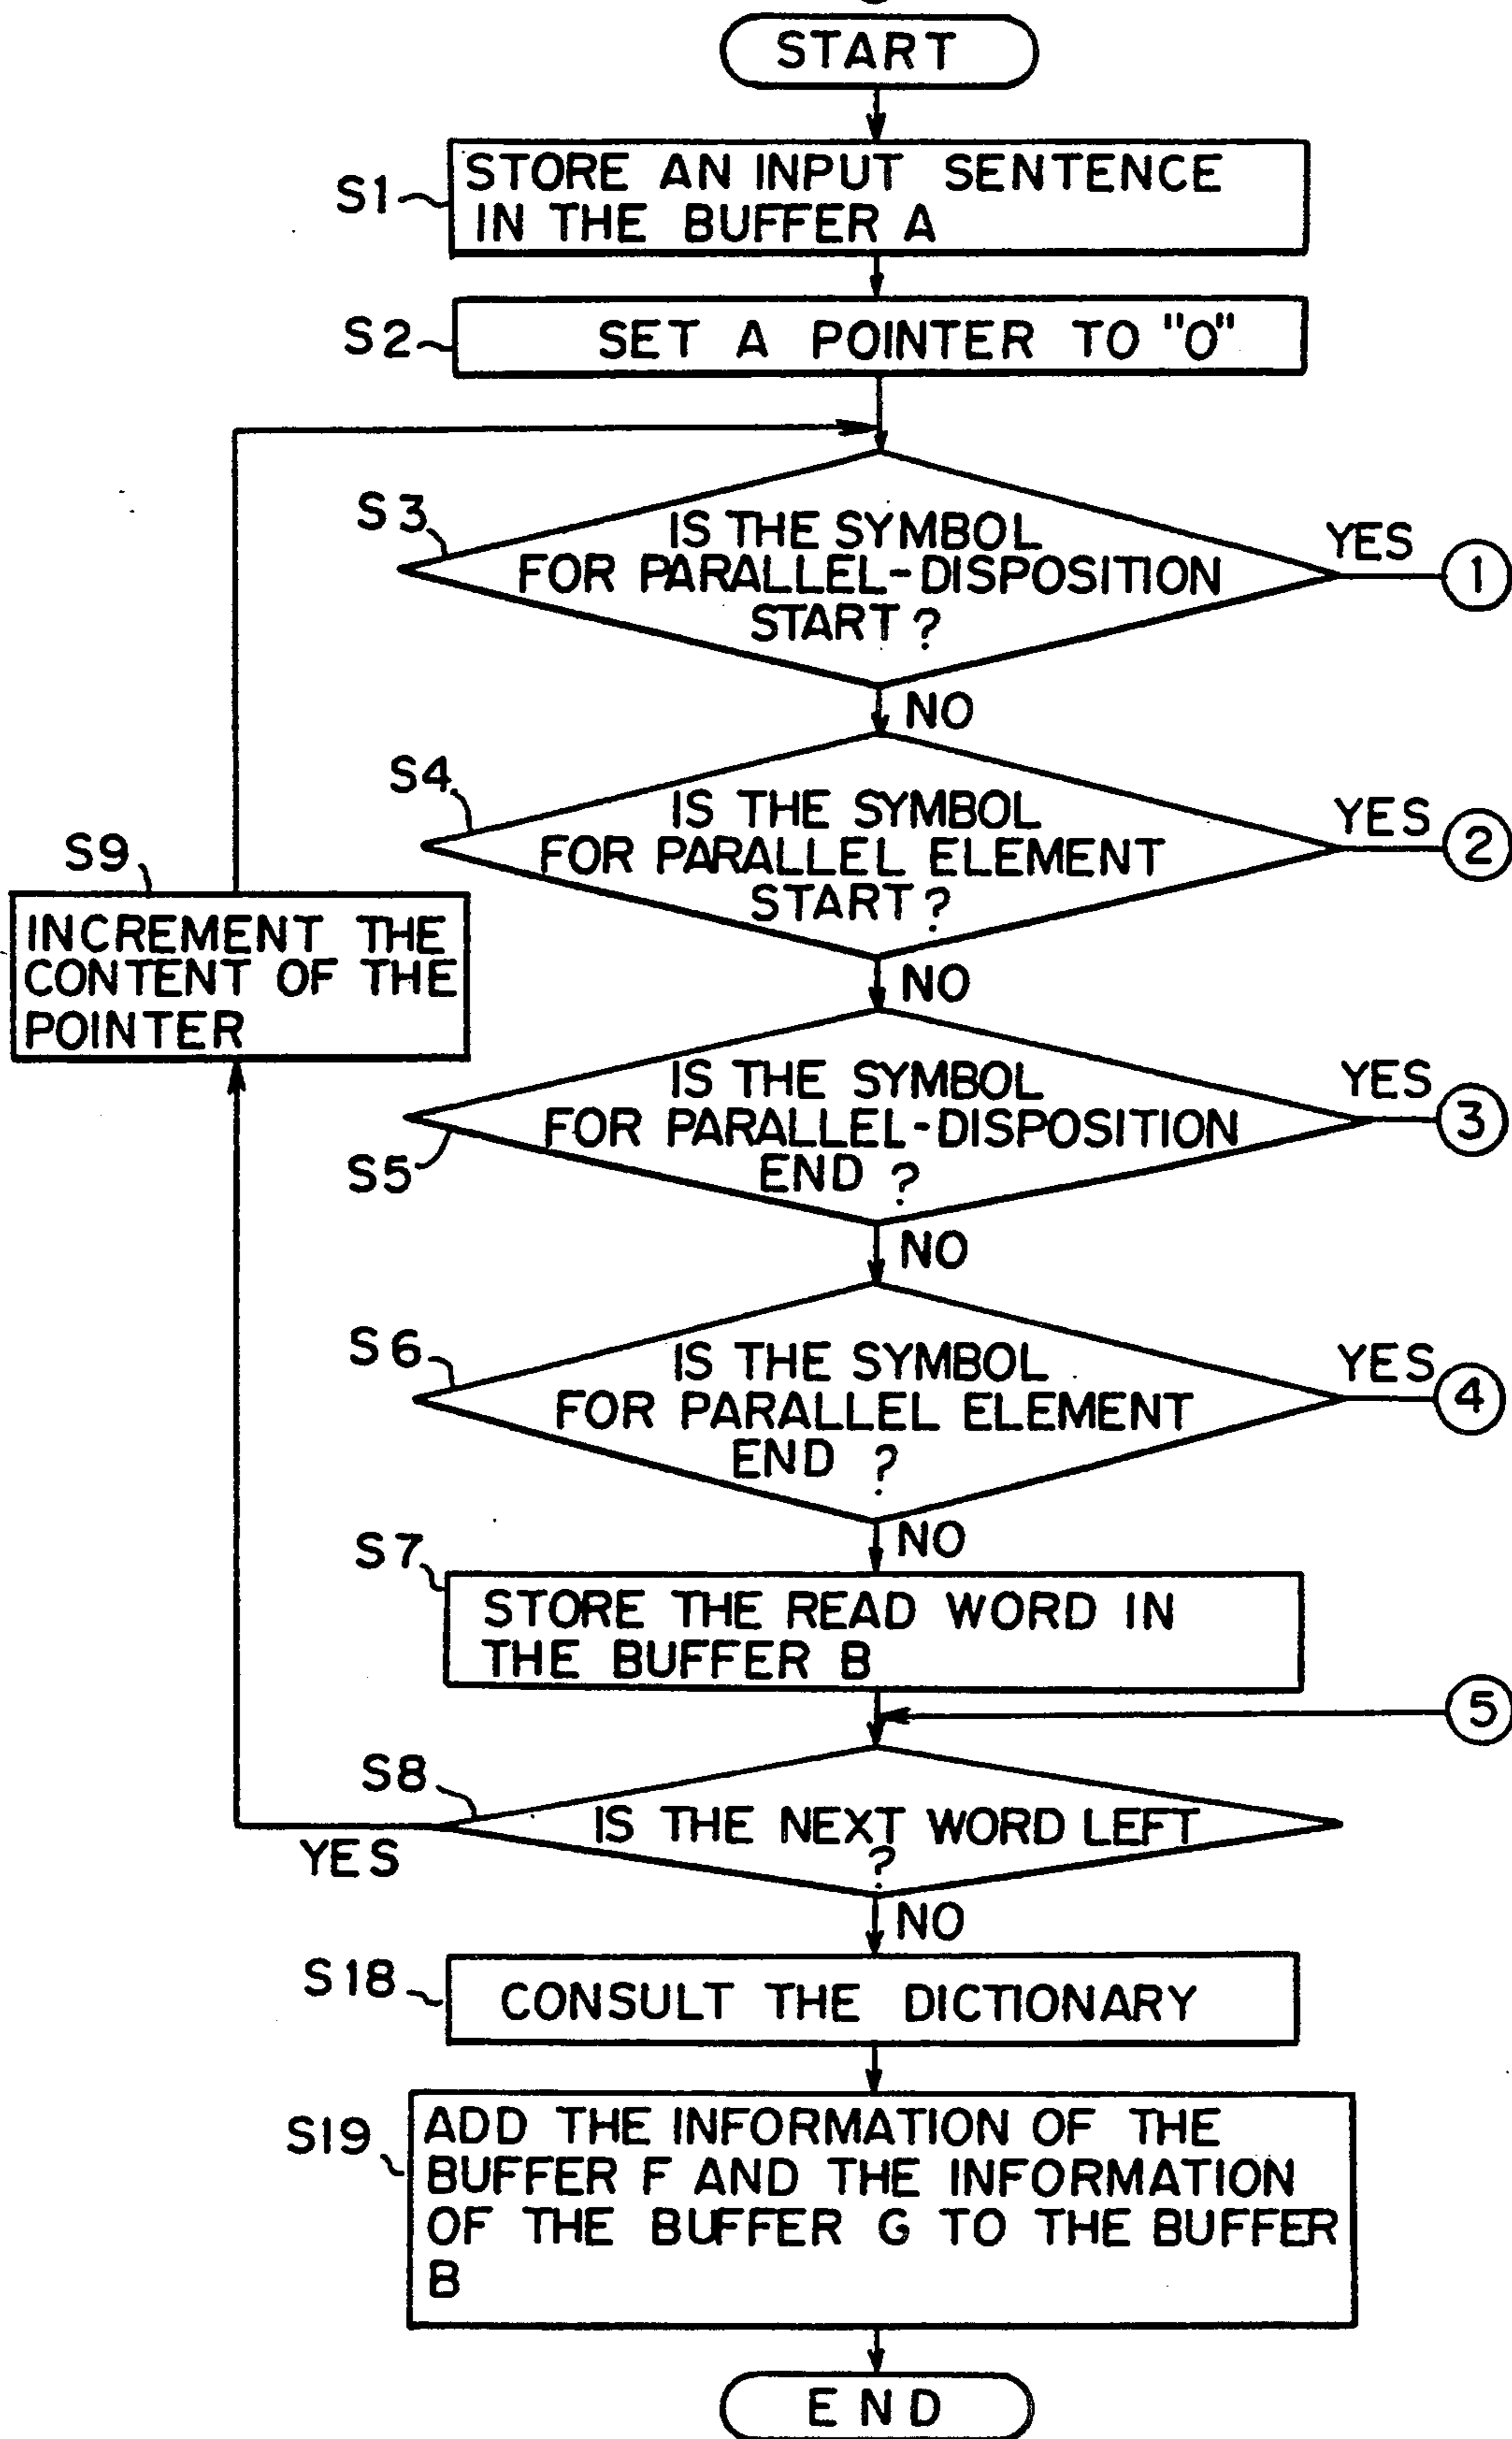 START
S1
STORE AN INPUT SENTENCE
IN THE BUFFER A
S2
SET A POINTER TO "0"
S3
IS THE SYMBOL
FOR PARALLEL-DISPOSITION
START?
YES
1
NO
S4
IS THE SYMBOL
FOR PARALLEL ELEMENT
START?
YES
2
NO
S9
INCREMENT THE
CONTENT OF THE
POINTER
S5
IS THE SYMBOL
FOR PARALLEL-DISPOSITION
END ?
YES
3
NO
S6
IS THE SYMBOL
FOR PARALLEL ELEMENT
END ?
YES
4
NO
S7
STORE THE READ WORD IN
THE BUFFER B
5
S8
IS THE NEXT WORD LEFT
?
YES
NO
S18
CONSULT THE DICTIONARY
S19
ADD THE INFORMATION OF THE
BUFFER F AND THE INFORMATION
OF THE BUFFER G TO THE BUFFER
B
END